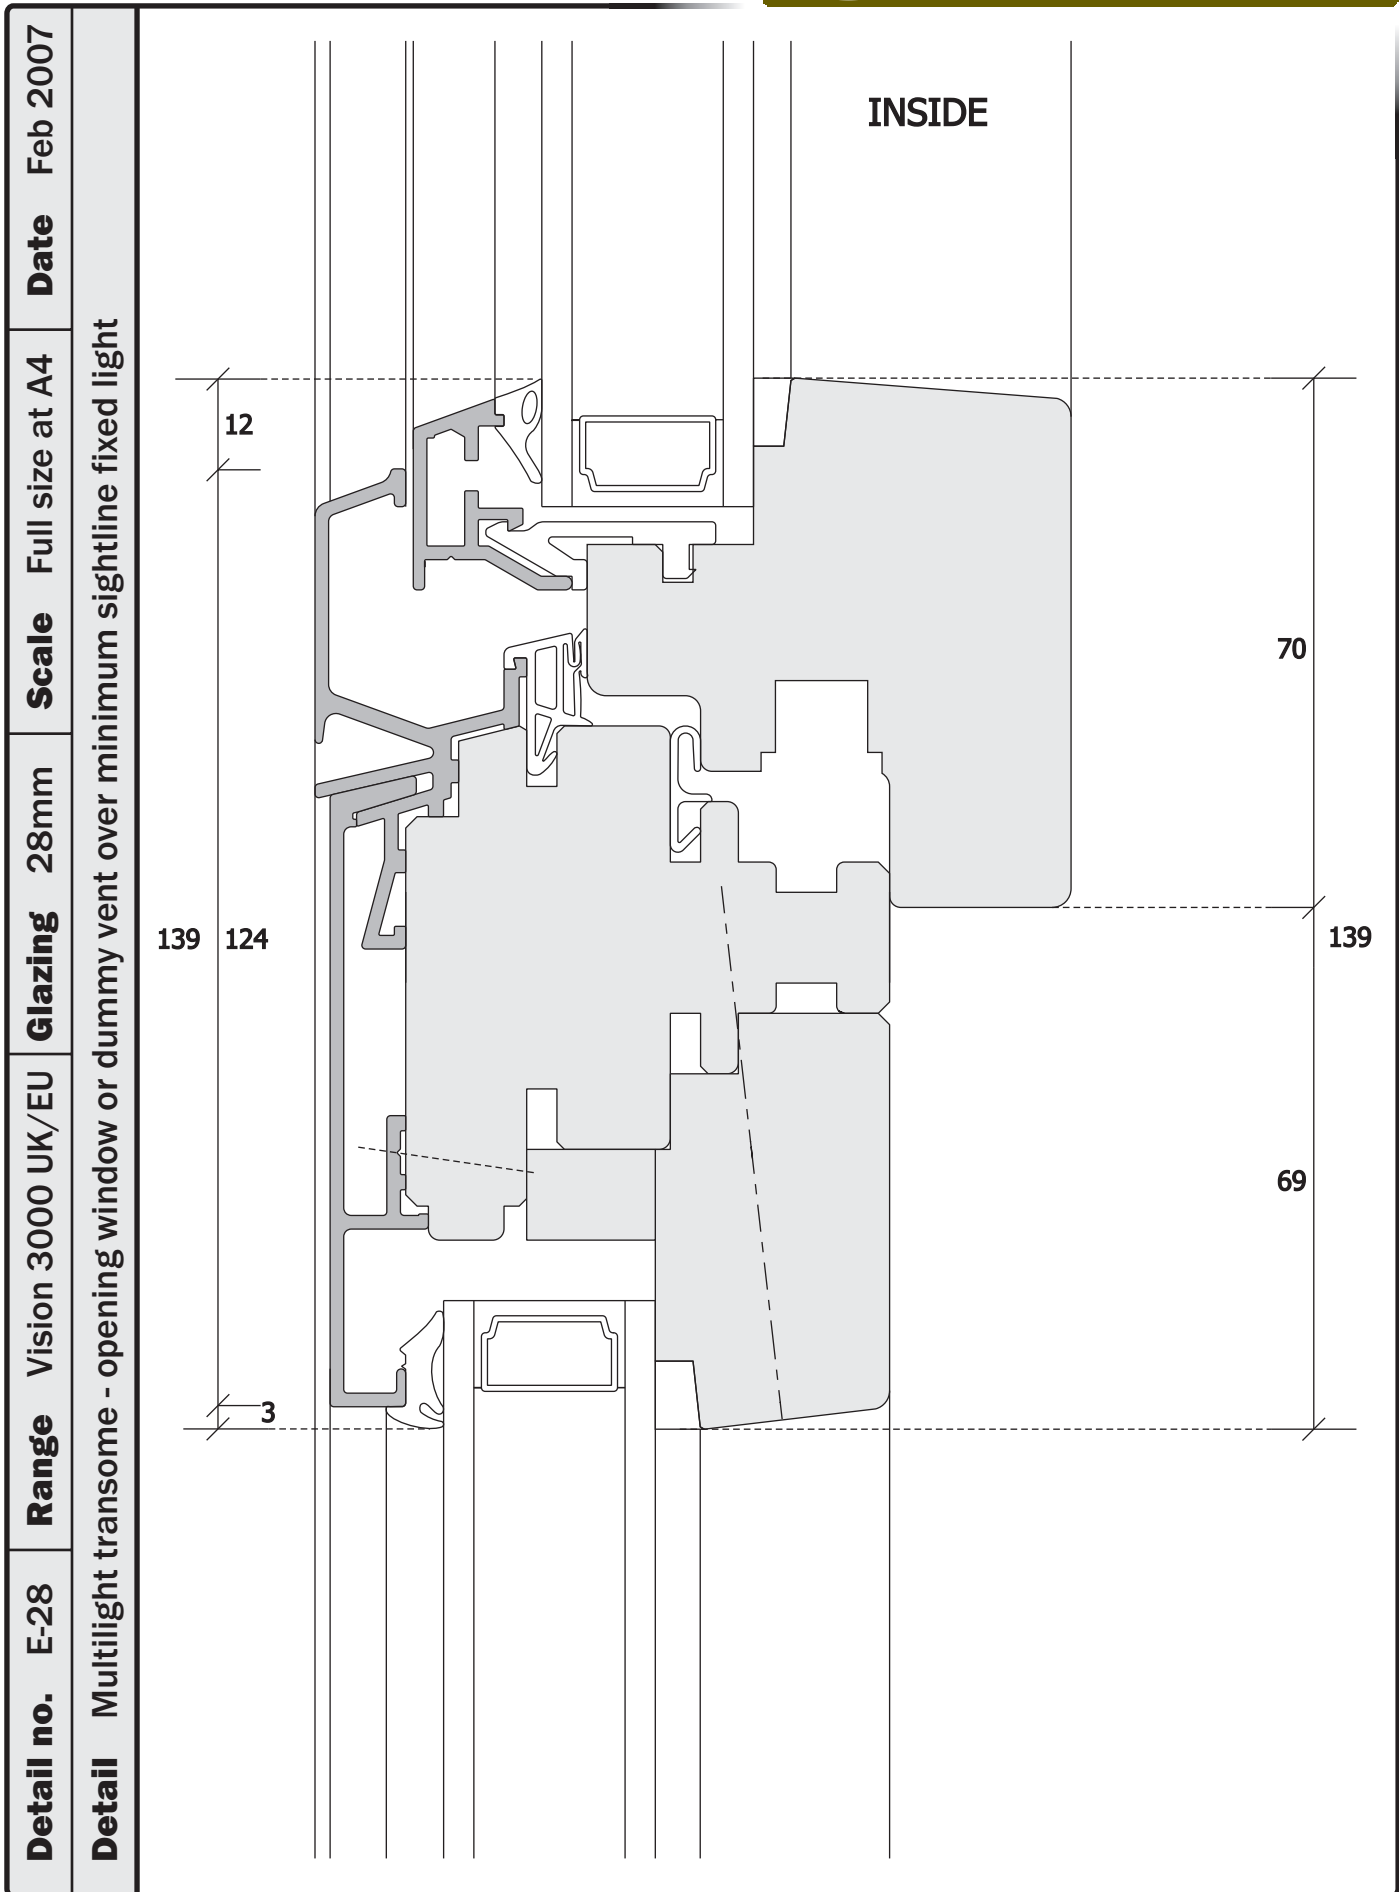 Detail no. E-28 Range Vision 3000 UK/EU Glazing 28mm Scale Full size at A4 Date Feb 2007
Detail Multilight transome - opening window or dummy vent over minimum sightline fixed light
INSIDE
12
70
139
124
139
69
3